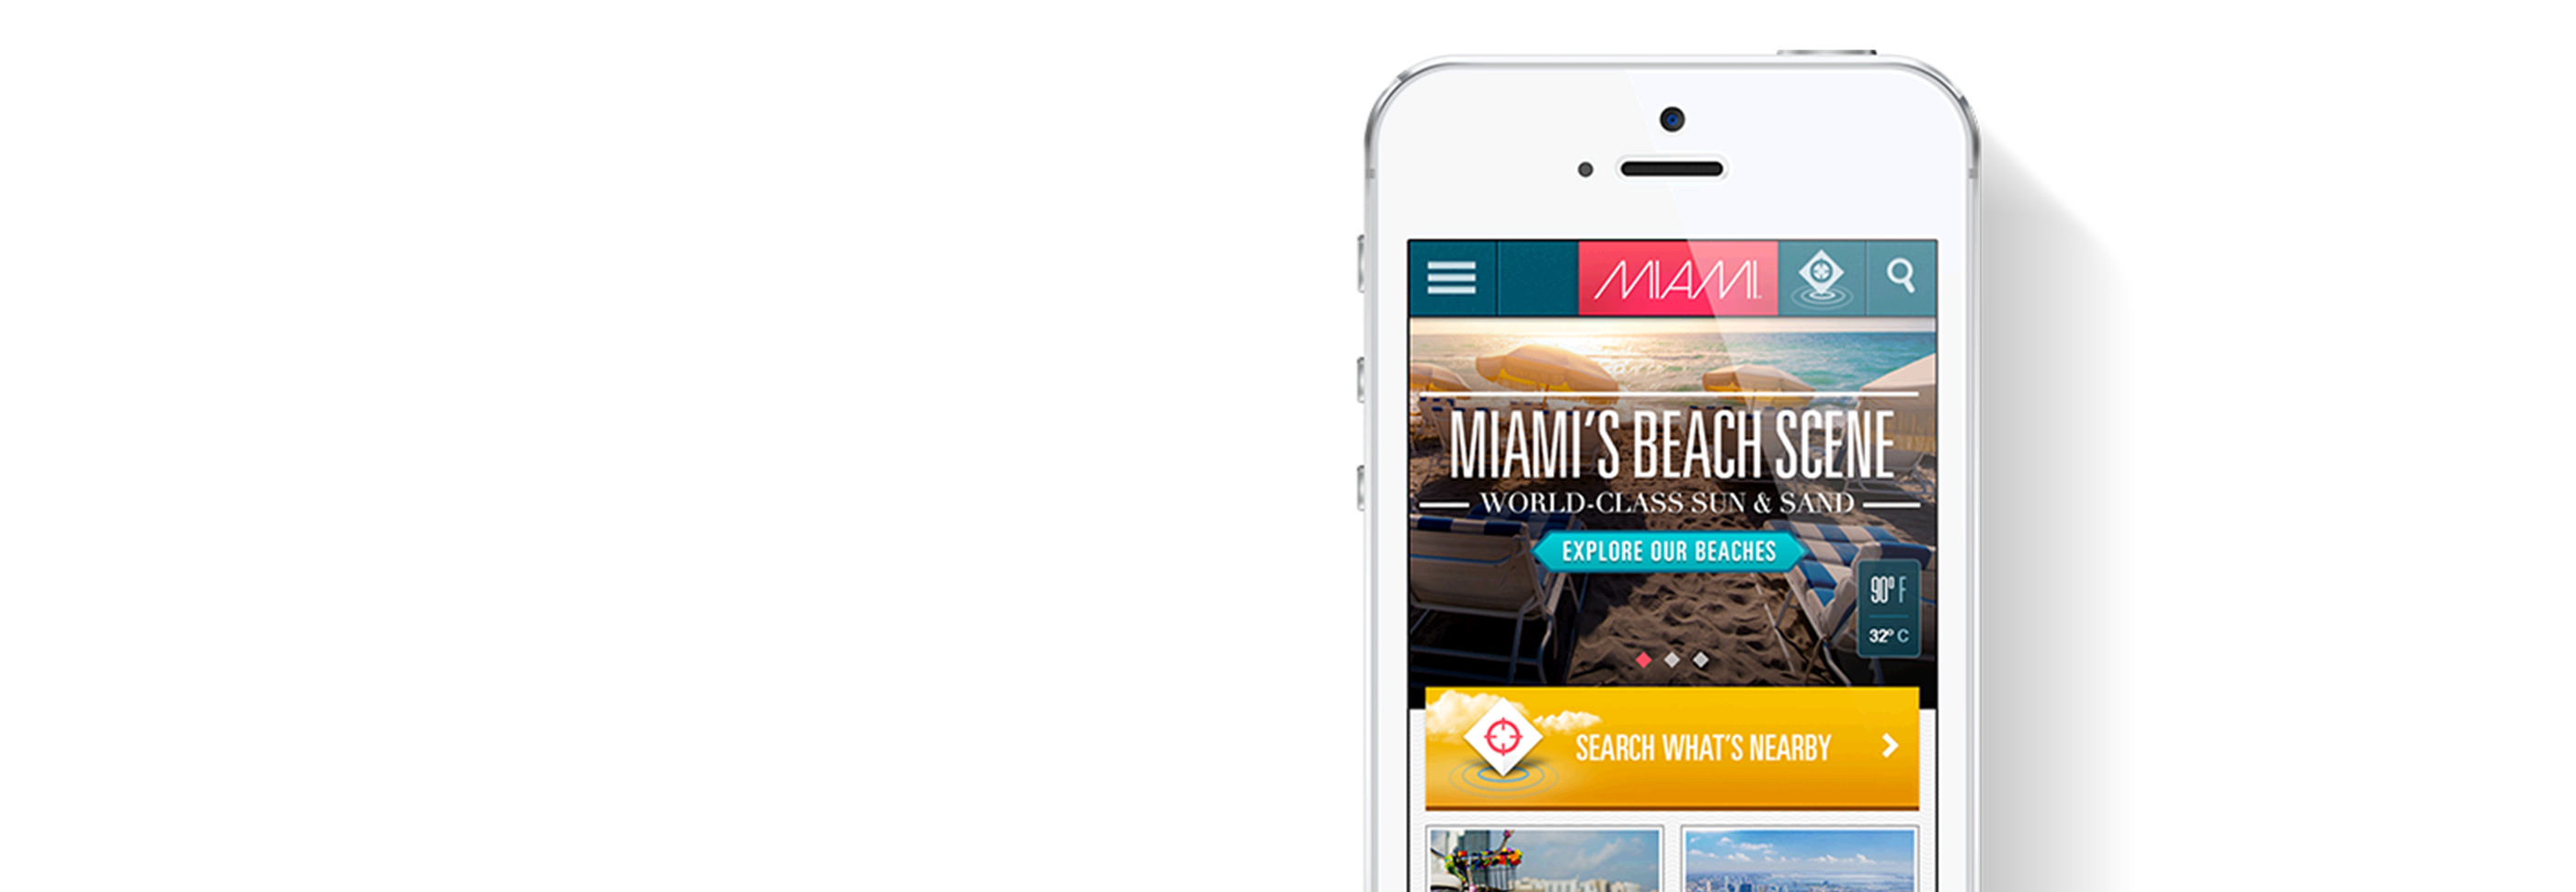 MIAMI
MIAMI'S BEACH SCENE
WORLD-CLASS SUN & SAND
EXPLORE OUR BEACHES
90° F
32° C
SEARCH WHAT'S NEARBY